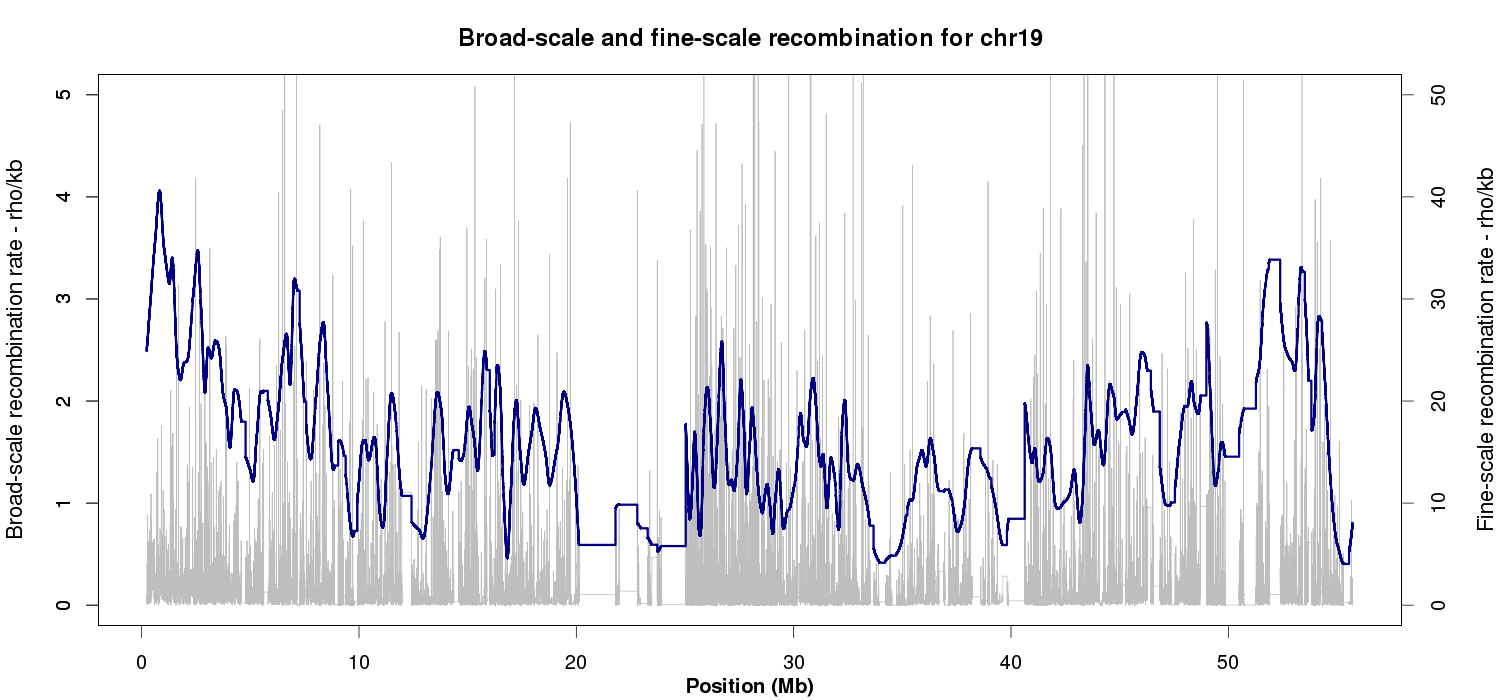 Broad-scale and fine-scale recombination for chr19
Broad-scale recombination rate - rho/kb
5
4
3
2
1
0
50
40
30
20
10
0
Fine-scale recombination rate - rho/kb
0 10 20 30 40 50
Position (Mb)